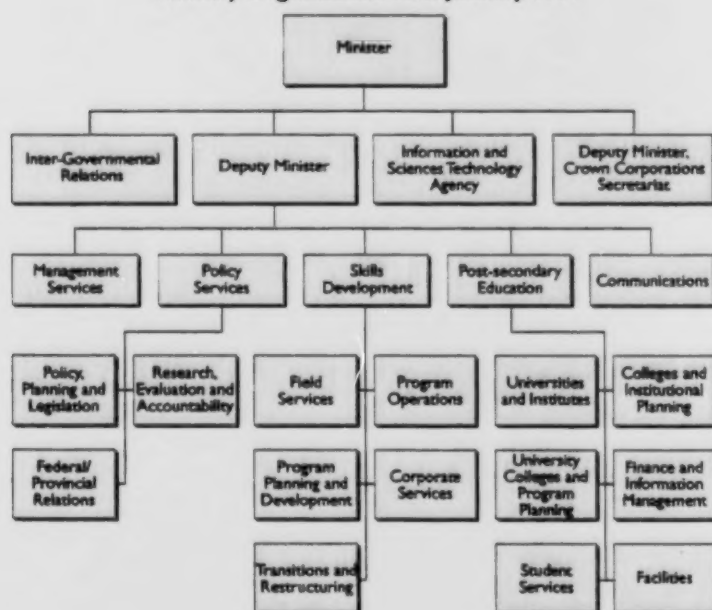 Minister
Inter-Governmental
Relations
Deputy Minister
Information and
Sciences Technology
Agency
Deputy Minister,
Crown Corporations
Secretariat
Management
Services
Policy
Services
Skills
Development
Post-secondary
Education
Communications
Policy,
Planning and
Legislation
Research,
Evaluation and
Accountability
Field
Services
Program
Operations
Universities
and Institutes
Colleges and
Institutional
Planning
Federal/
Provincial
Relations
Program
Planning and
Development
Corporate
Services
University
Colleges and
Program
Planning
Finance and
Information
Management
Transitions and
Restructuring
Student
Services
Facilities